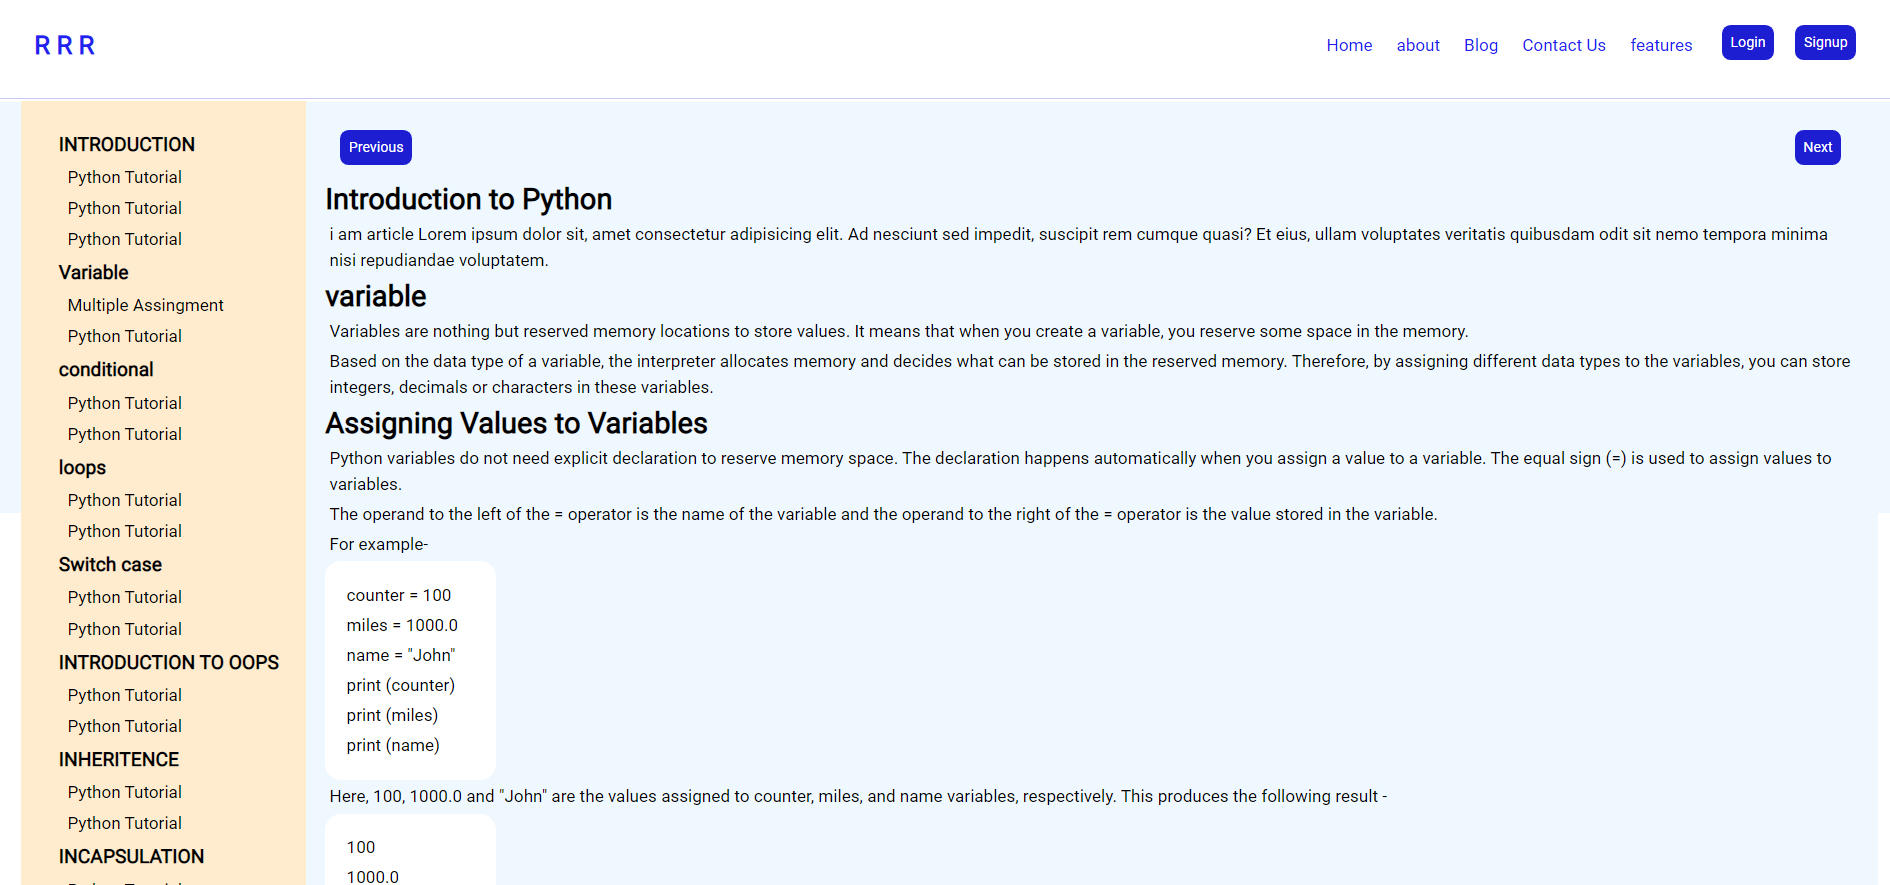 R R R
Home about Blog Contact Us features Login Signup
INTRODUCTION
Python Tutorial
Python Tutorial
Python Tutorial
Variable
Multiple Assingment
Python Tutorial
conditional
Python Tutorial
Python Tutorial
loops
Python Tutorial
Python Tutorial
Switch case
Python Tutorial
Python Tutorial
INTRODUCTION TO OOPS
Python Tutorial
Python Tutorial
INHERITENCE
Python Tutorial
Python Tutorial
INCAPSULATION
Previous Next
Introduction to Python
i am article Lorem ipsum dolor sit, amet consectetur adipisicing elit. Ad nesciunt sed impedit, suscipit rem cumque quasi? Et eius, ullam voluptates veritatis quibusdam odit sit nemo tempora minima
nisi repudiandae voluptatem.
variable
Variables are nothing but reserved memory locations to store values. It means that when you create a variable, you reserve some space in the memory.
Based on the data type of a variable, the interpreter allocates memory and decides what can be stored in the reserved memory. Therefore, by assigning different data types to the variables, you can store
integers, decimals or characters in these variables.
Assigning Values to Variables
Python variables do not need explicit declaration to reserve memory space. The declaration happens automatically when you assign a value to a variable. The equal sign (=) is used to assign values to
variables.
The operand to the left of the = operator is the name of the variable and the operand to the right of the = operator is the value stored in the variable.
For example-
counter = 100
miles = 1000.0
name = "John"
print (counter)
print (miles)
print (name)
Here, 100, 1000.0 and "John" are the values assigned to counter, miles, and name variables, respectively. This produces the following result -
100
1000.0